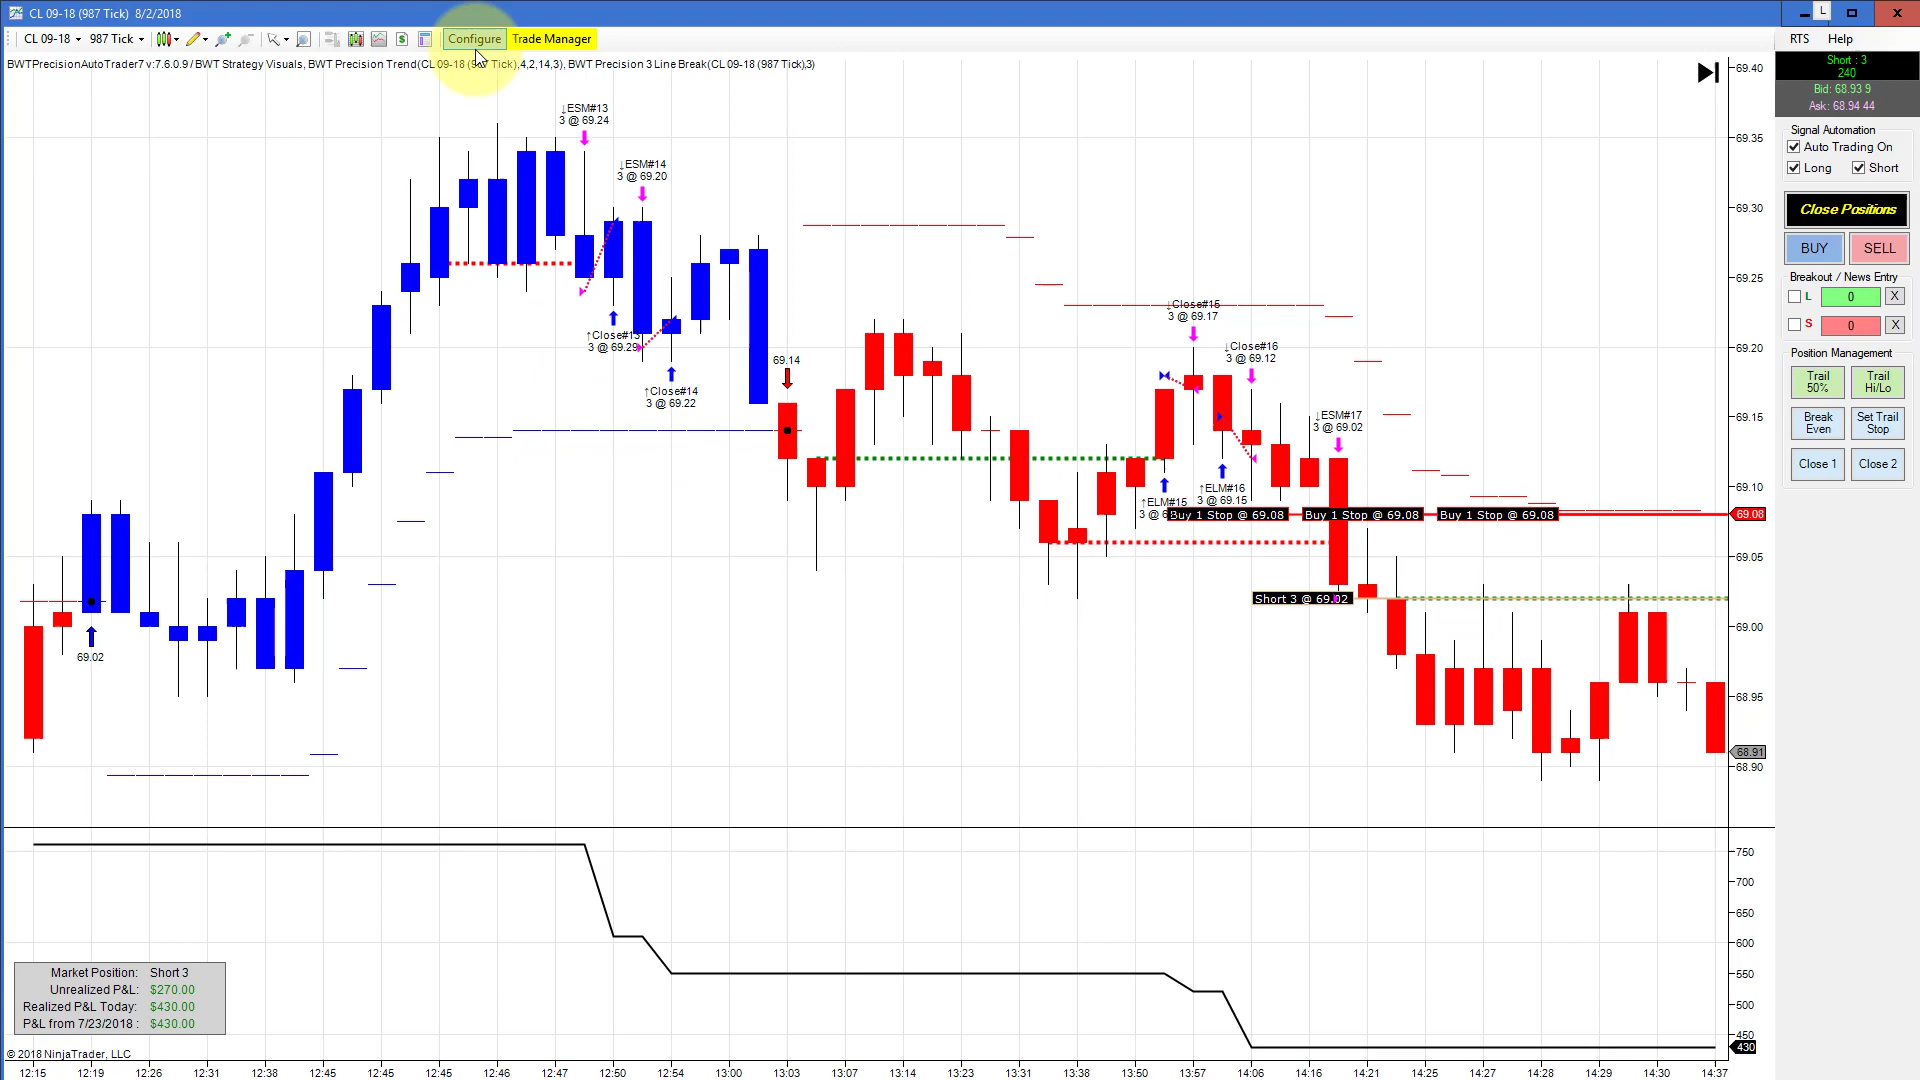 CL 09-18 (987 Tick)  8/2/2018
L
CL 09-18
987 Tick
Configure
Trade Manager
RTS
Help
BWTPrecisionAutoTrader7 v:7.6.0.9 / BWT Strategy Visuals, BWT Precision Trend(CL 09-18 (987 Tick),4,2,14,3), BWT Precision 3 Line Break(CL 09-18 (987 Tick),3)
Short : 3
240
Bid: 68.93 9
Ask: 68.94 44
Signal Automation
Auto Trading On
Long
Short
Close Positions
BUY
SELL
Breakout / News Entry
L
0
X
S
0
X
Position Management
Trail 50%
Trail Hi/Lo
Break Even
Set Trail Stop
Close 1
Close 2
↓ESM#13
3 @ 69.24
↓ESM#14
3 @ 69.20
↑Close#13
3 @ 69.29
↑Close#14
3 @ 69.22
69.14
↓Close#15
3 @ 69.17
↓Close#16
3 @ 69.12
↓ESM#17
3 @ 69.02
↑ELM#15
3 @
↑ELM#16
3 @ 69.15
Buy 1 Stop @ 69.08
Buy 1 Stop @ 69.08
Buy 1 Stop @ 69.08
Short 3 @ 69.02
69.02
69.40
69.35
69.30
69.25
69.20
69.15
69.10
69.08
69.05
69.00
68.95
68.91
68.90
750
700
650
600
550
500
450
430
Market Position: Short 3
Unrealized P&L: $270.00
Realized P&L Today: $430.00
P&L from 7/23/2018 : $430.00
© 2018 NinjaTrader, LLC
12:15 12:19 12:26 12:31 12:38 12:45 12:45 12:45 12:46 12:47 12:50 12:54 13:00 13:03 13:07 13:14 13:23 13:31 13:38 13:50 13:57 14:06 14:16 14:21 14:25 14:27 14:28 14:29 14:30 14:37